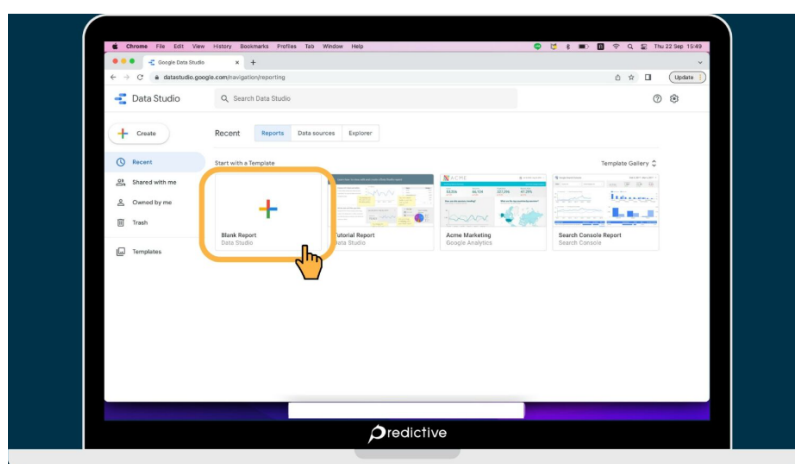 Chrome File Edit View History Bookmarks Profiles Tab Window Help Thu 22 Sep 15:49
Google Data Studio
datastudio.google.com/navigation/reporting
Update
Data Studio
Search Data Studio
Create
Recent
Reports
Data sources
Explorer
Recent
Start with a Template
Template Gallery
Shared with me
Owned by me
Trash
Templates
Blank Report
Data Studio
Tutorial Report
Data Studio
Acme Marketing
Google Analytics
Search Console Report
Search Console
Predictive